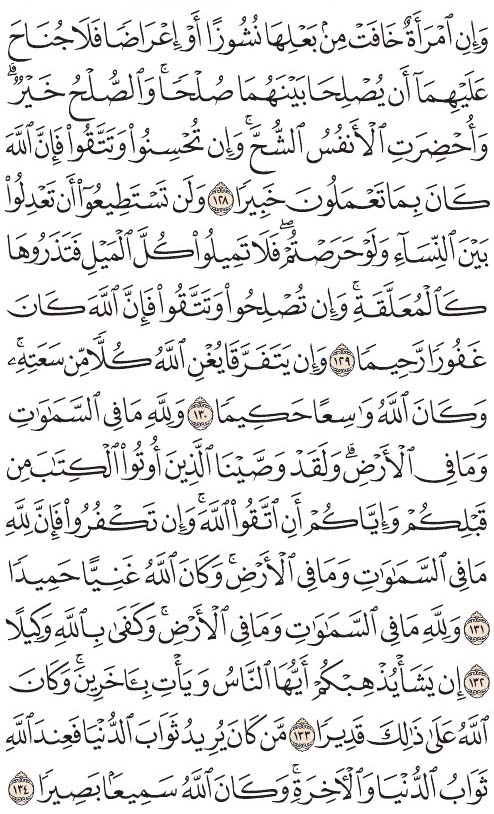 وَإِنِ ٱمۡرَأَةٌ خَافَتۡ مِنۢ بَعۡلِهَا نُشُوزًا أَوۡ إِعۡرَاضٗا فَلَا جُنَاحَ
عَلَيۡهِمَآ أَن يُصۡلِحَا بَيۡنَهُمَا صُلۡحٗاۚ وَٱلصُّلۡحُ خَيۡرٞۗ
وَأُحۡضِرَتِ ٱلۡأَنفُسُ ٱلشُّحَّۚ وَإِن تُحۡسِنُواْ وَتَتَّقُواْ فَإِنَّ ٱللَّهَ
كَانَ بِمَا تَعۡمَلُونَ خَبِيرٗا ١٢٨ وَلَن تَسۡتَطِيعُوٓاْ أَن تَعۡدِلُواْ
بَيۡنَ ٱلنِّسَآءِ وَلَوۡ حَرَصۡتُمۡۖ فَلَا تَمِيلُواْ كُلَّ ٱلۡمَيۡلِ فَتَذَرُوهَا
كَٱلۡمُعَلَّقَةِۚ وَإِن تُصۡلِحُواْ وَتَتَّقُواْ فَإِنَّ ٱللَّهَ كَانَ
غَفُورٗا رَّحِيمٗا ١٢٩ وَإِن يَتَفَرَّقَا يُغۡنِ ٱللَّهُ كُلّٗا مِّن سَعَتِهِۦۚ
وَكَانَ ٱللَّهُ وَٰسِعًا حَكِيمٗا ١٣٠ وَلِلَّهِ مَا فِي ٱلسَّمَٰوَٰتِ
وَمَا فِي ٱلۡأَرۡضِۗ وَلَقَدۡ وَصَّيۡنَا ٱلَّذِينَ أُوتُواْ ٱلۡكِتَٰبَ مِن
قَبۡلِكُمۡ وَإِيَّاكُمۡ أَنِ ٱتَّقُواْ ٱللَّهَۚ وَإِن تَكۡفُرُواْ فَإِنَّ لِلَّهِ
مَا فِي ٱلسَّمَٰوَٰتِ وَمَا فِي ٱلۡأَرۡضِۚ وَكَانَ ٱللَّهُ غَنِيًّا حَمِيدٗا
١٣١ وَلِلَّهِ مَا فِي ٱلسَّمَٰوَٰتِ وَمَا فِي ٱلۡأَرۡضِۚ وَكَفَىٰ بِٱللَّهِ وَكِيلًا
١٣٢ إِن يَشَأۡ يُذۡهِبۡكُمۡ أَيُّهَا ٱلنَّاسُ وَيَأۡتِ بِـَٔاخَرِينَۚ وَكَانَ
ٱللَّهُ عَلَىٰ ذَٰلِكَ قَدِيرٗا ١٣٣ مَّن كَانَ يُرِيدُ ثَوَابَ ٱلدُّنۡيَا فَعِندَ ٱللَّهِ
ثَوَابُ ٱلدُّنۡيَا وَٱلۡأٓخِرَةِۚ وَكَانَ ٱللَّهُ سَمِيعَۢا بَصِيرٗا ١٣٤